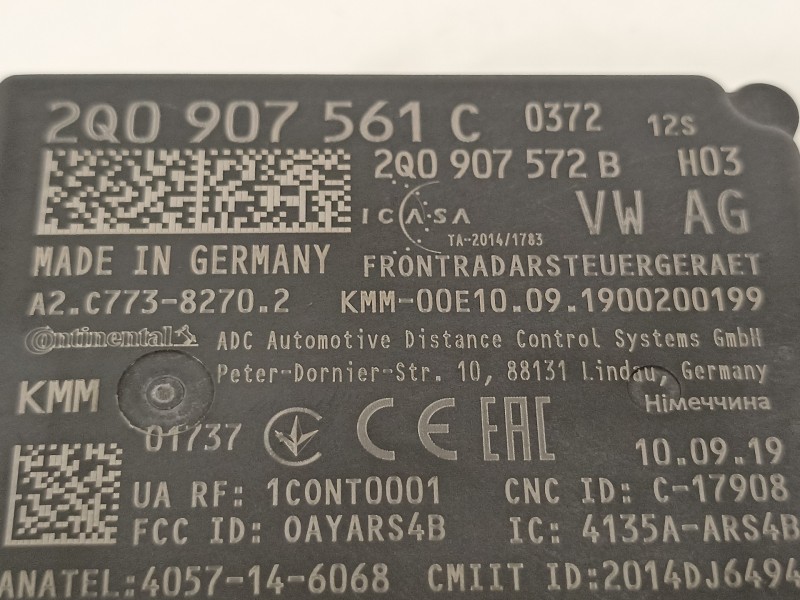 2Q0 907 561 C 0372 12S
2Q0 907 572 B H03
ICASA VW AG
TA-2014/1783
MADE IN GERMANY FRONTRADARSTEUERGERAET
A2.C773-8270.2 KMM-00E10.09.1900200199
Continental ADC Automotive Distance Control Systems GmbH
Peter-Dornier-Str. 10, 88131 Lindau, Germany
KMM Німеччина
01737 CE EAC 10.09.19
UA RF: 1CONT0001 CNC ID: C-17908
FCC ID: OAYARS4B IC: 4135A-ARS4B
ANATEL:4057-14-6068 CMIIT ID:2014DJ6494